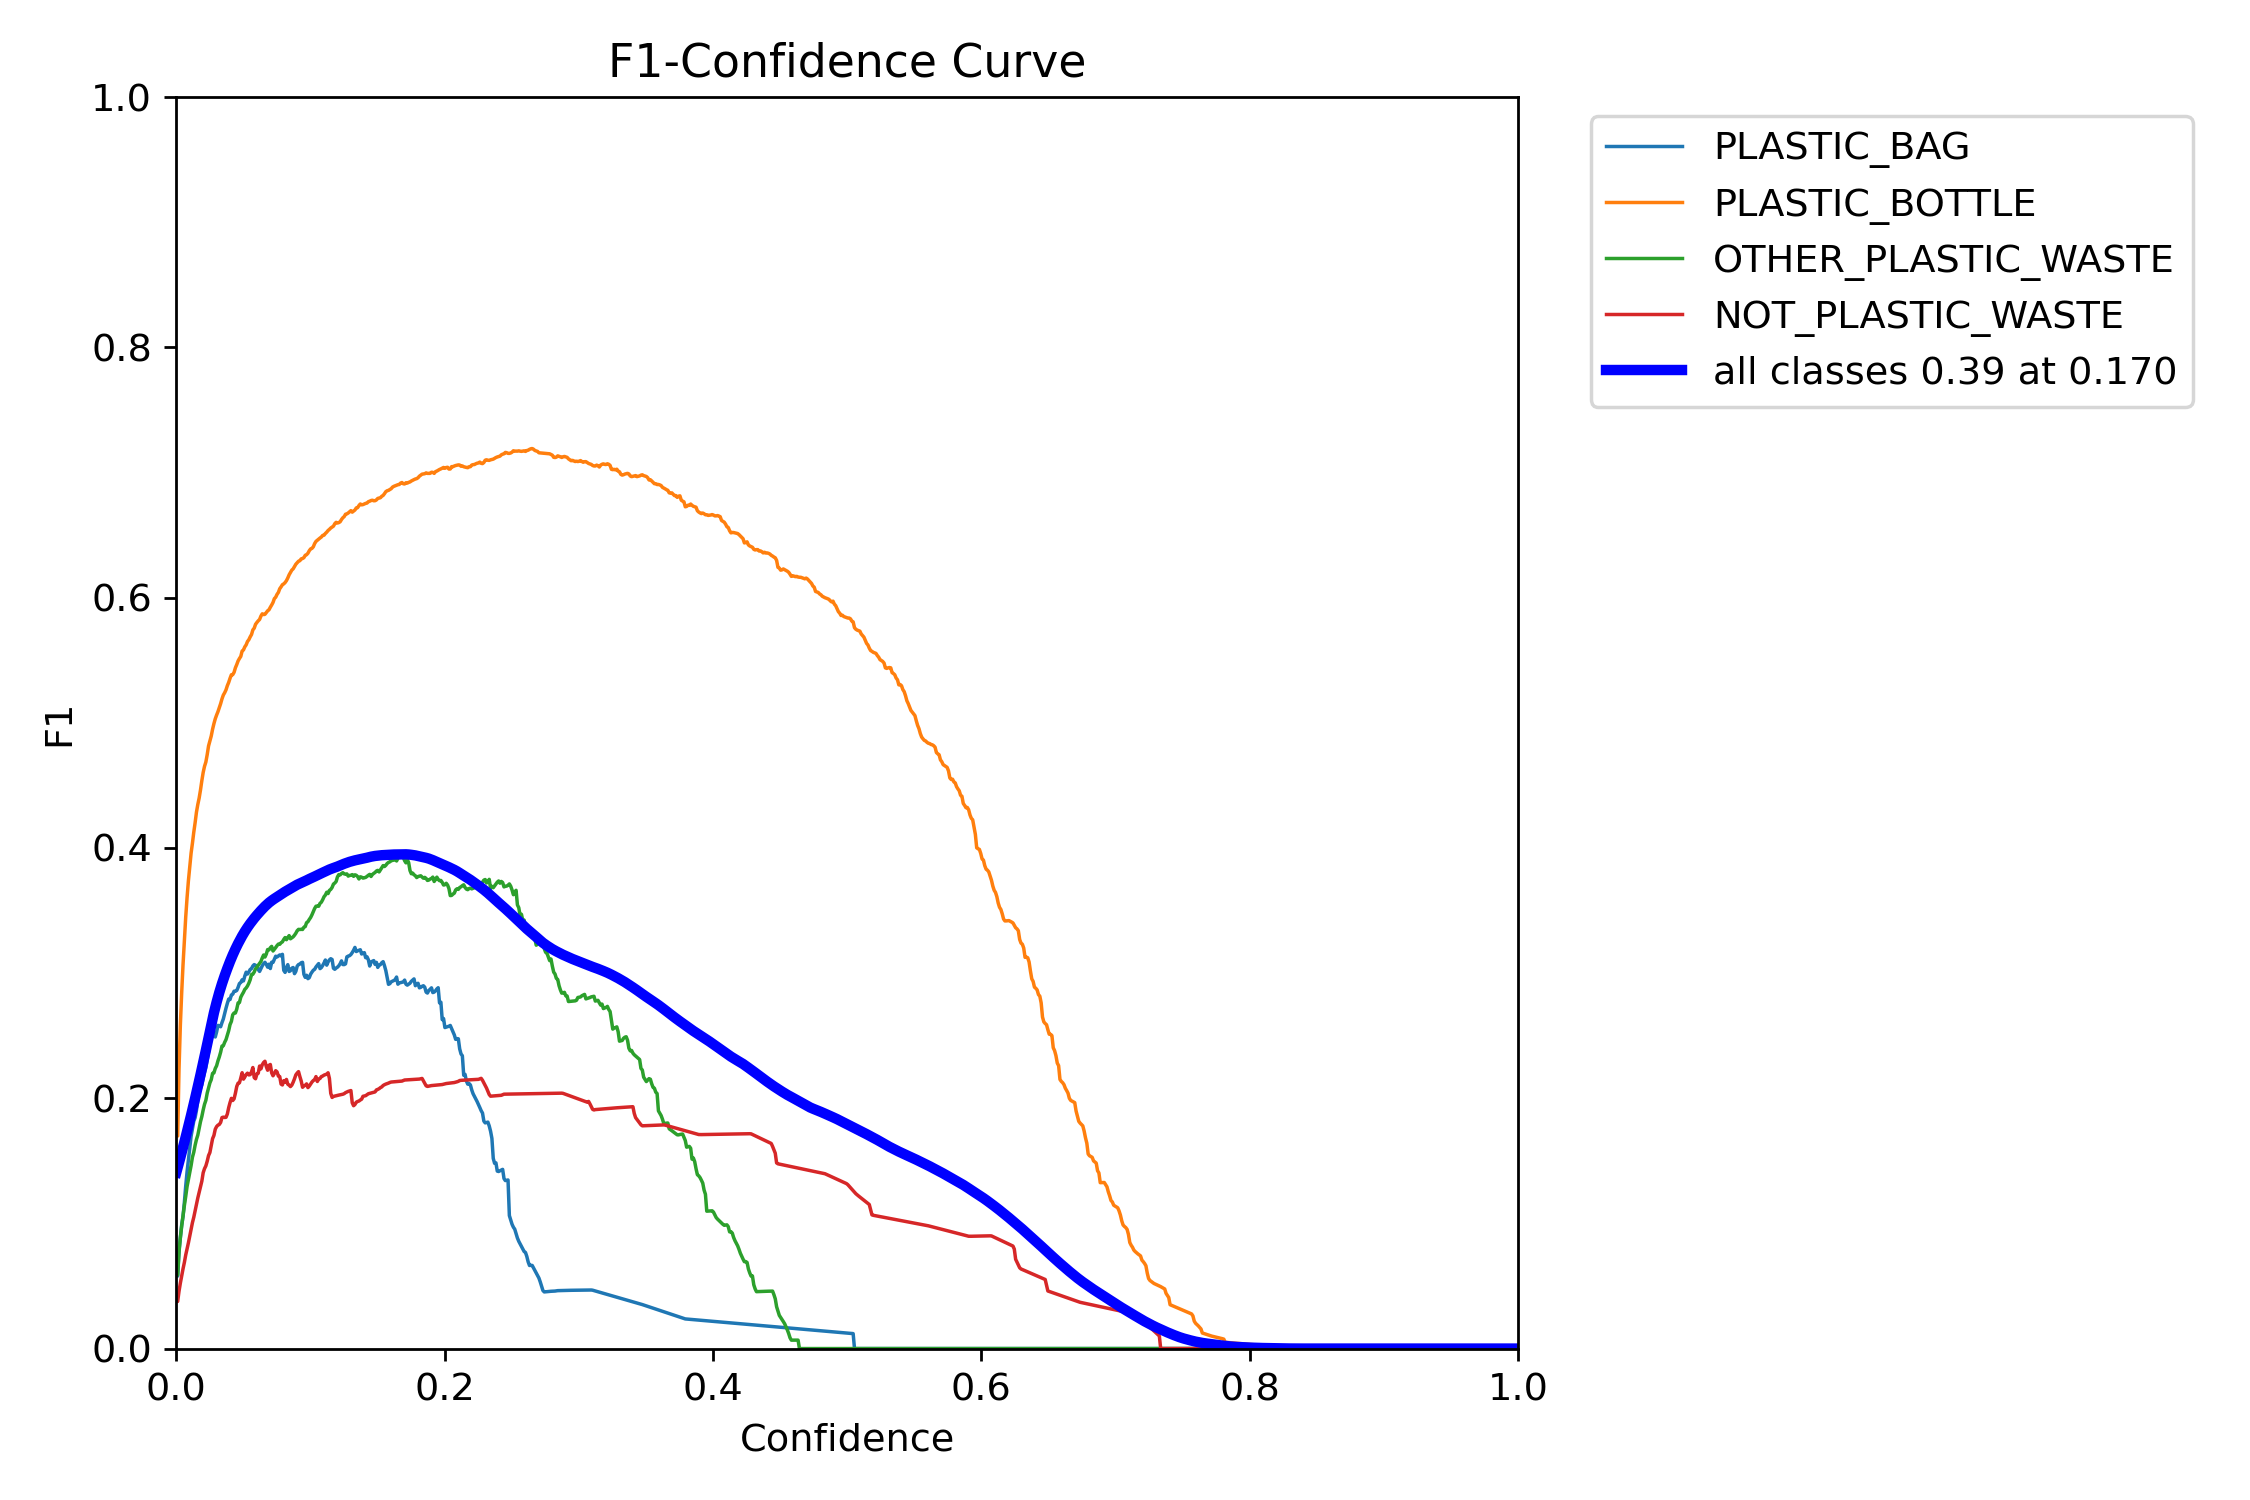 F1-Confidence Curve
1.0
0.8
0.6
0.4
0.2
0.0
F1
0.0 0.2 0.4 0.6 0.8 1.0
Confidence
PLASTIC_BAG
PLASTIC_BOTTLE
OTHER_PLASTIC_WASTE
NOT_PLASTIC_WASTE
all classes 0.39 at 0.170